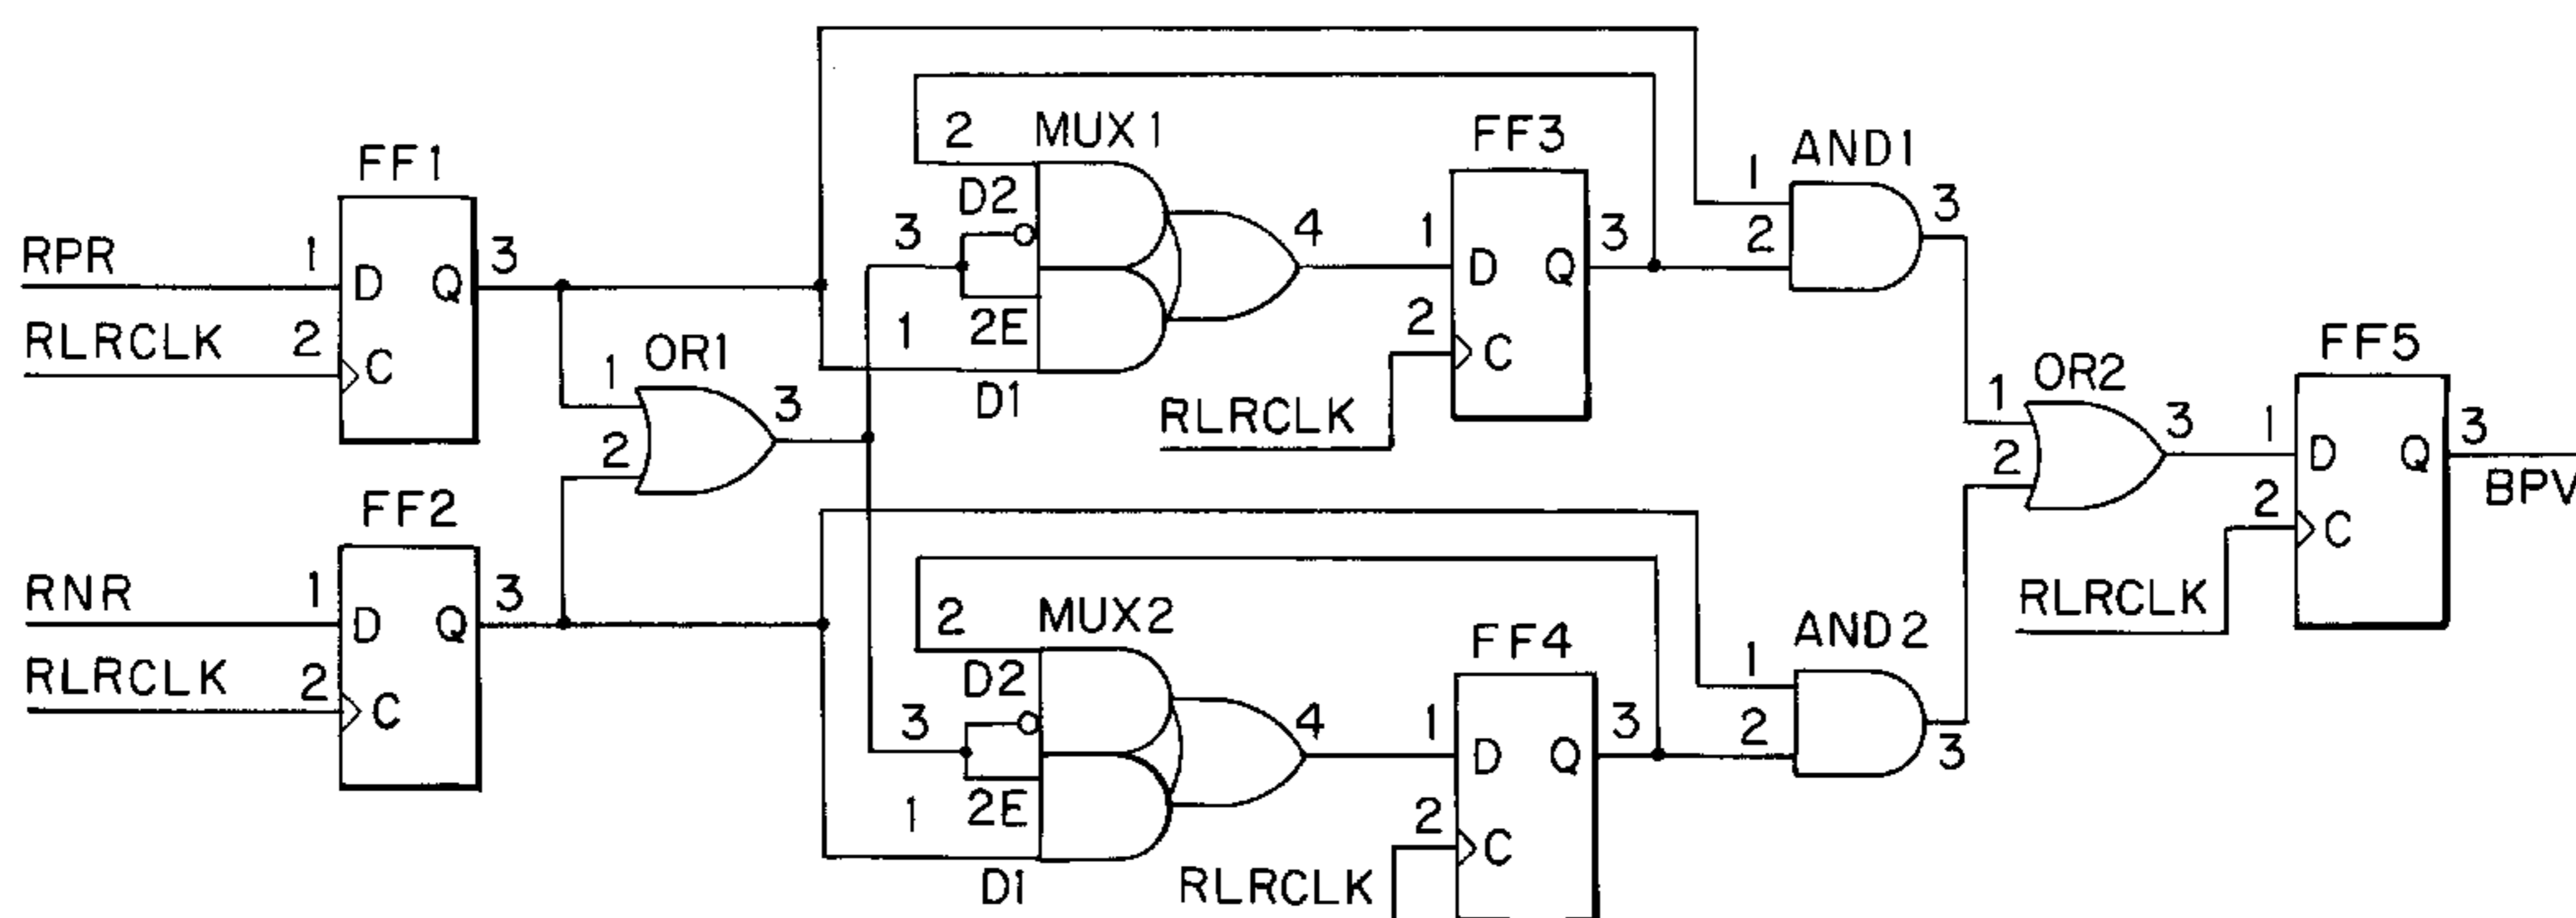 FF1
RPR 1 D Q 3
RLRCLK 2 C
OR1
1
2
3
FF2
RNR 1 D Q 3
RLRCLK 2 C
MUX1
2
D2
3
2E
1
D1
4
FF3
1 D Q 3
2 C
RLRCLK
AND1
1
2
3
MUX2
2
D2
3
2E
1
D1
4
FF4
1 D Q 3
2 C
RLRCLK
AND2
1
2
3
OR2
1
2
3
FF5
1 D Q 3
2 C
BPV
RLRCLK